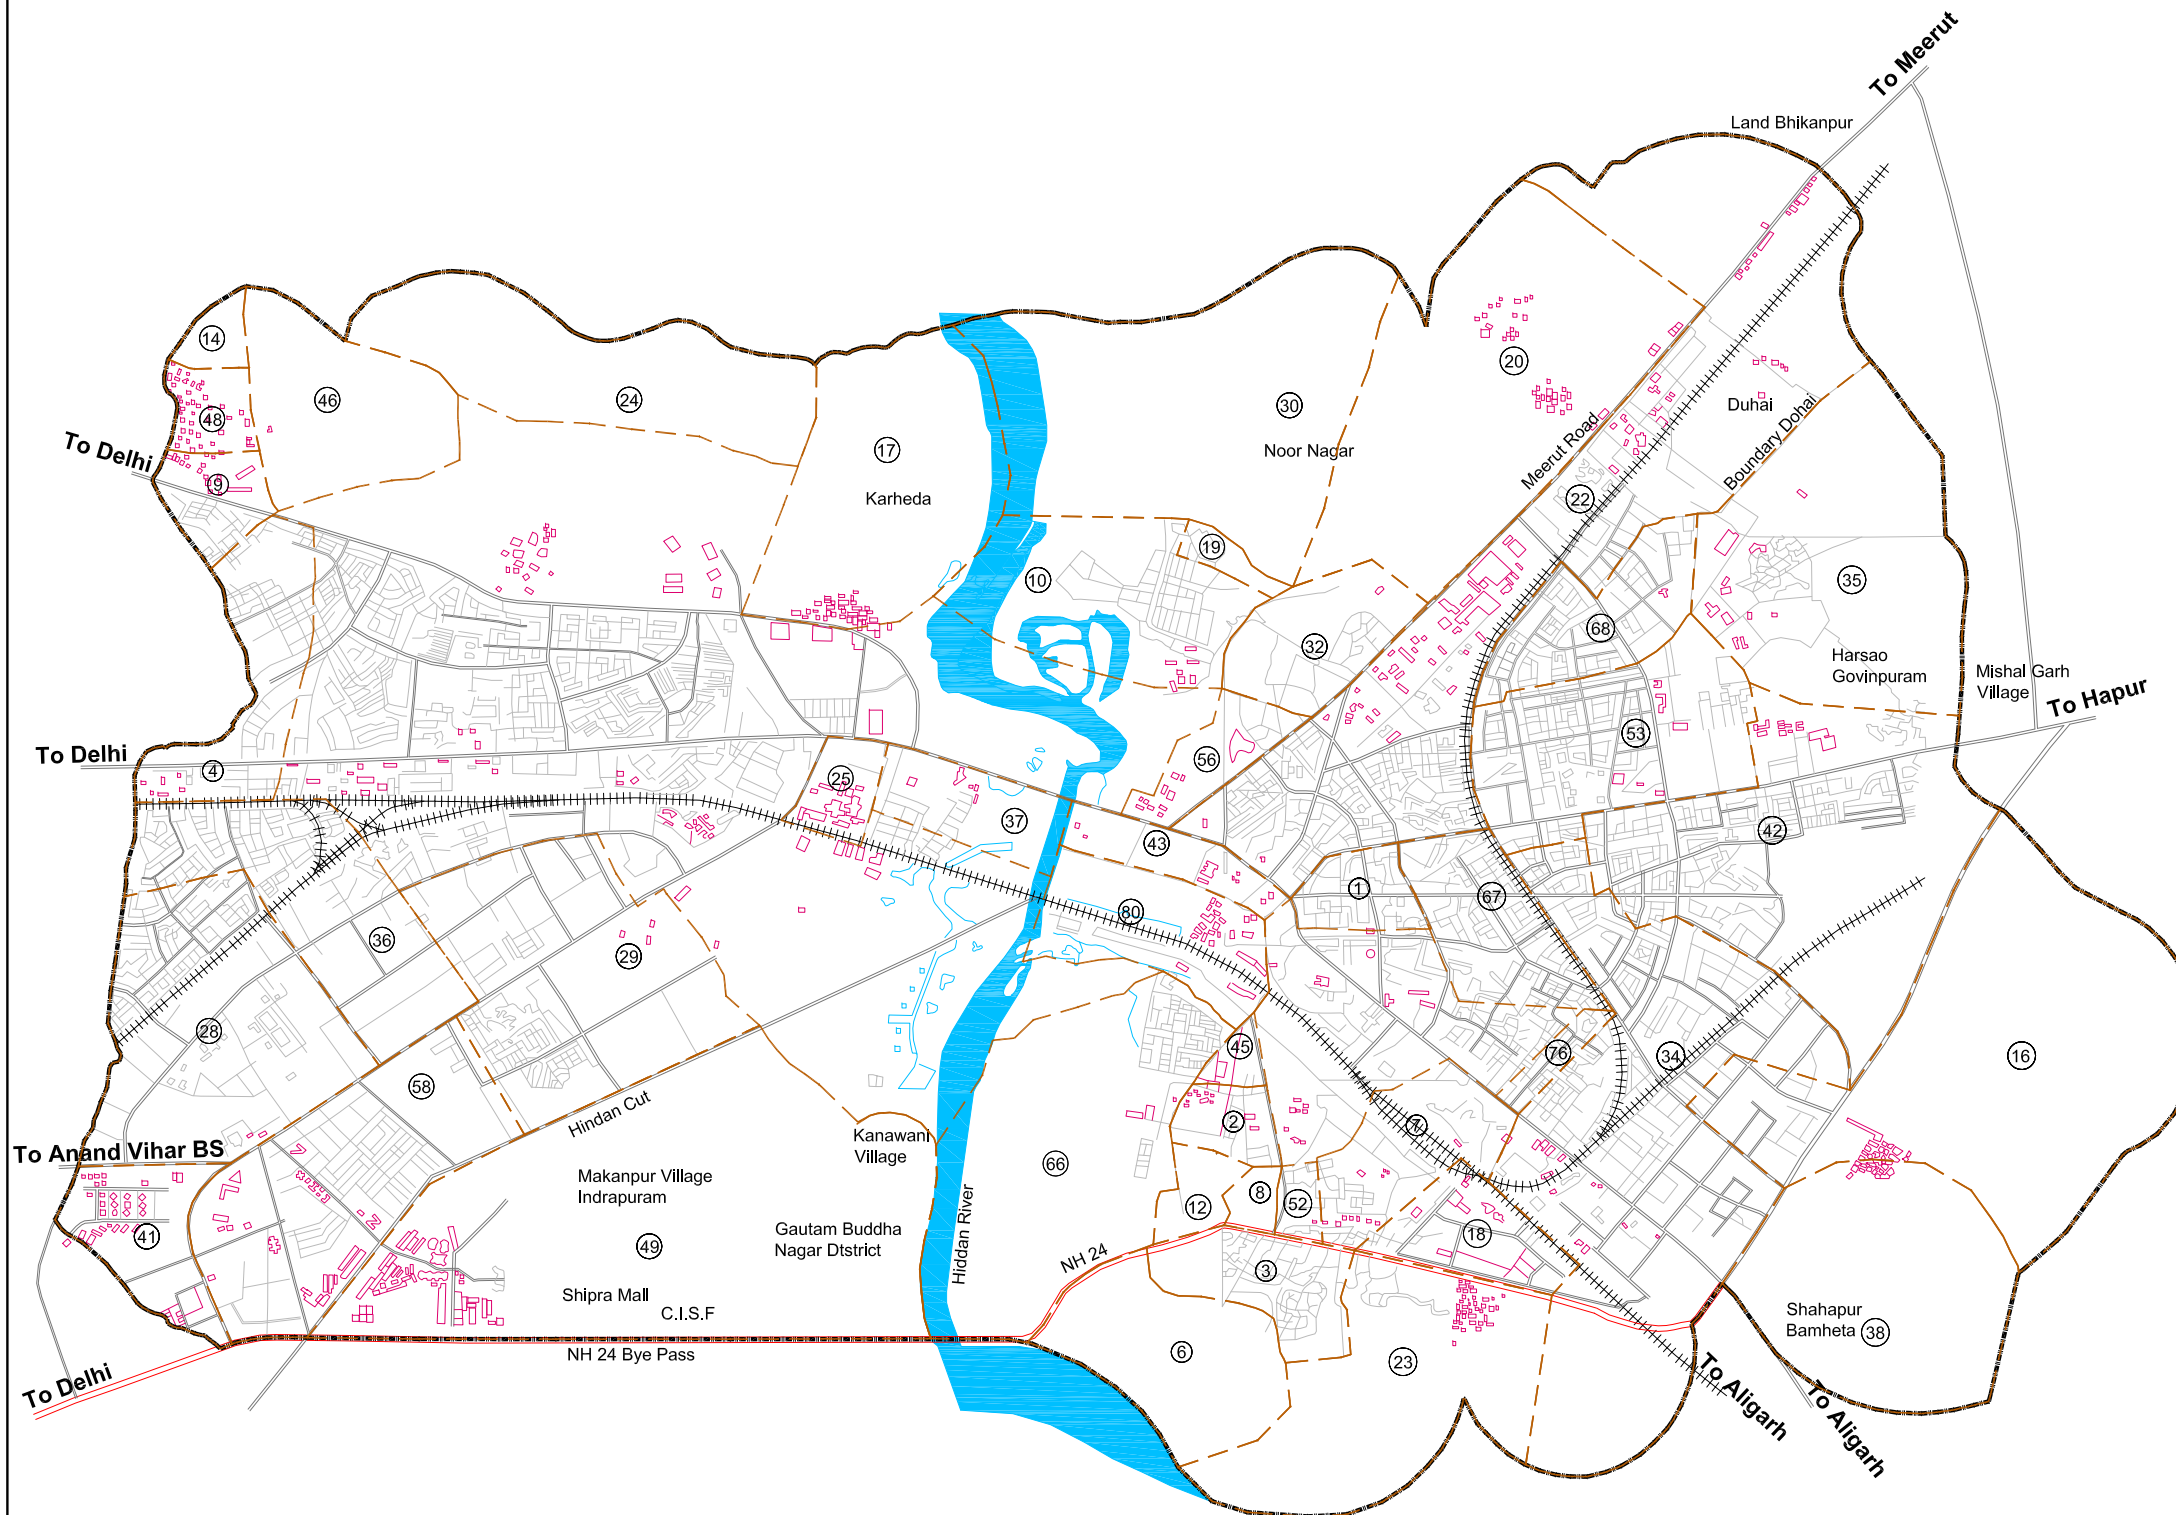 To Meerut
Land Bhikanpur
14
46
24
48
To Delhi
9
17
Karheda
30
Noor Nagar
20
Meerut Road
Duhai
Boundary Dohai
22
10
19
35
32
68
Harsao
Govinpuram
Mishal Garh
Village
To Hapur
To Delhi
4
25
37
56
43
53
42
1
67
80
36
29
28
58
45
76
34
16
Hindan Cut
2
7
To Anand Vihar BS
Kanawani
Village
66
Makanpur Village
Indrapuram
41
49
Gautam Buddha
Nagar Dtstrict
Hiddan River
12
8
52
18
NH 24
3
Shipra Mall
C.I.S.F
NH 24 Bye Pass
6
23
Shahapur
Bamheta
38
To Delhi
To Aligarh
To Aligarh